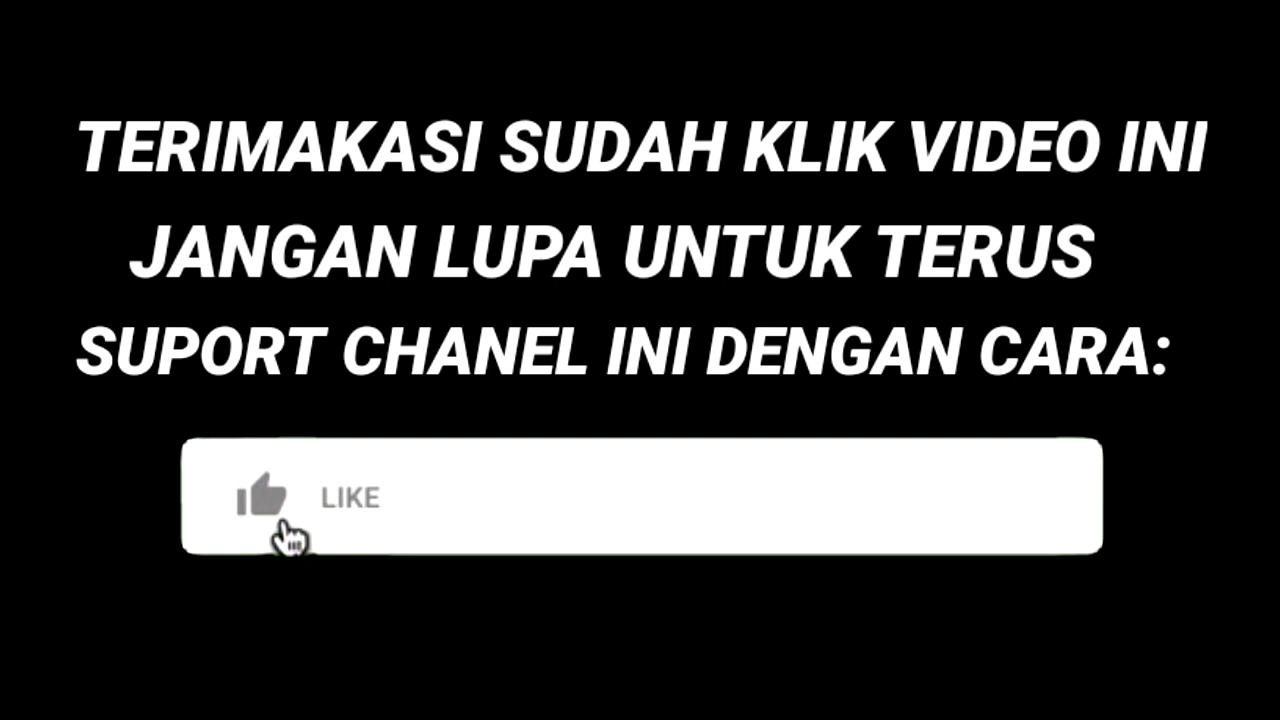 TERIMAKASI SUDAH KLIK VIDEO INI
JANGAN LUPA UNTUK TERUS
SUPORT CHANEL INI DENGAN CARA:
LIKE